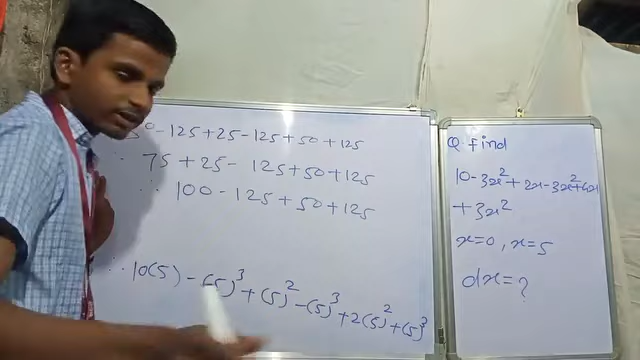 - 125 + 25 - 125 + 50 + 125
∴ 75 + 25 - 125 + 50 + 125
∴ 100 - 125 + 50 + 125
∴ 10(5) - (5)³ + (5)² - (5)³ + 2(5)² + (5)³
Q. find
10 - 3x² + 2x - 3x² + 4x
+ 3x²
x = 0, x = 5
dx = ?